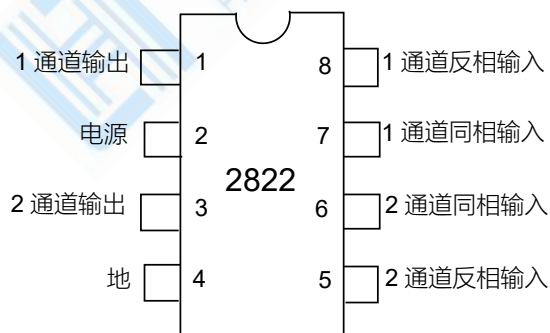 1 通道输出 1 8 1 通道反相输入
电源 2 7 1 通道同相输入
2822
2 通道输出 3 6 2 通道同相输入
地 4 5 2 通道反相输入